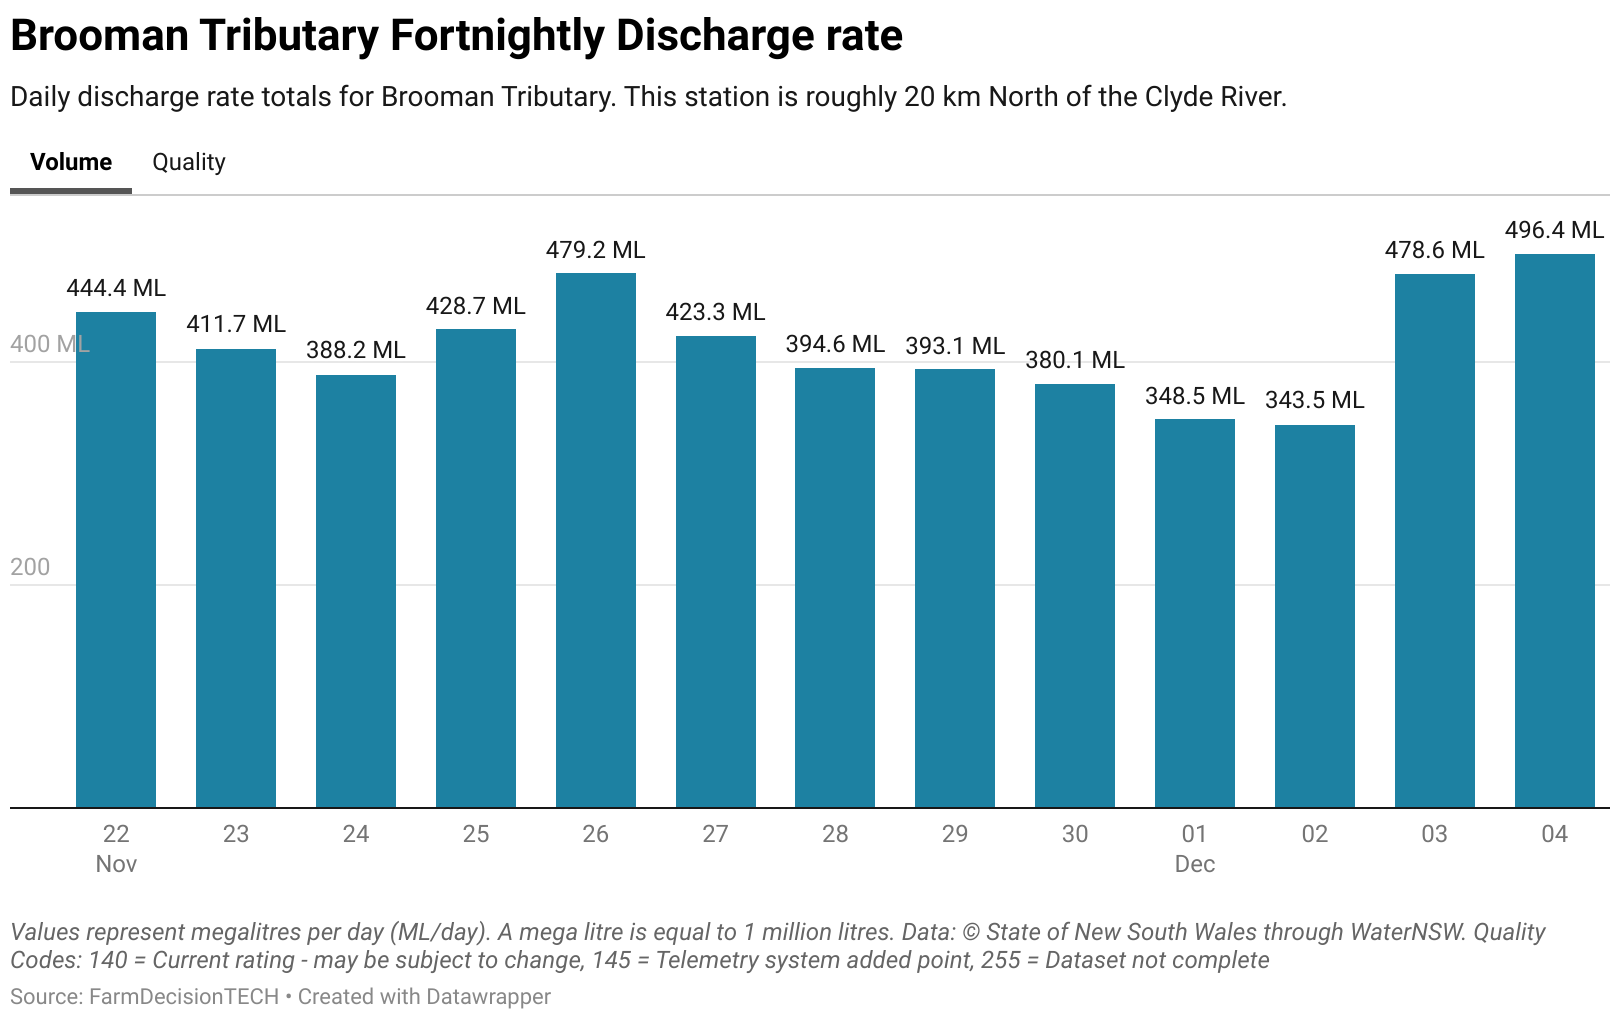 Brooman Tributary Fortnightly Discharge rate
Daily discharge rate totals for Brooman Tributary. This station is roughly 20 km North of the Clyde River.
Volume Quality
496.4 ML
479.2 ML 478.6 ML
444.4 ML
428.7 ML
411.7 ML 423.3 ML
400 ML 388.2 ML 394.6 ML 393.1 ML 380.1 ML
348.5 ML 343.5 ML
200
22 23 24 25 26 27 28 29 30 01 02 03 04
Nov Dec
Values represent megalitres per day (ML/day). A mega litre is equal to 1 million litres. Data: © State of New South Wales through WaterNSW. Quality
Codes: 140 = Current rating - may be subject to change, 145 = Telemetry system added point, 255 = Dataset not complete
Source: FarmDecisionTECH • Created with Datawrapper